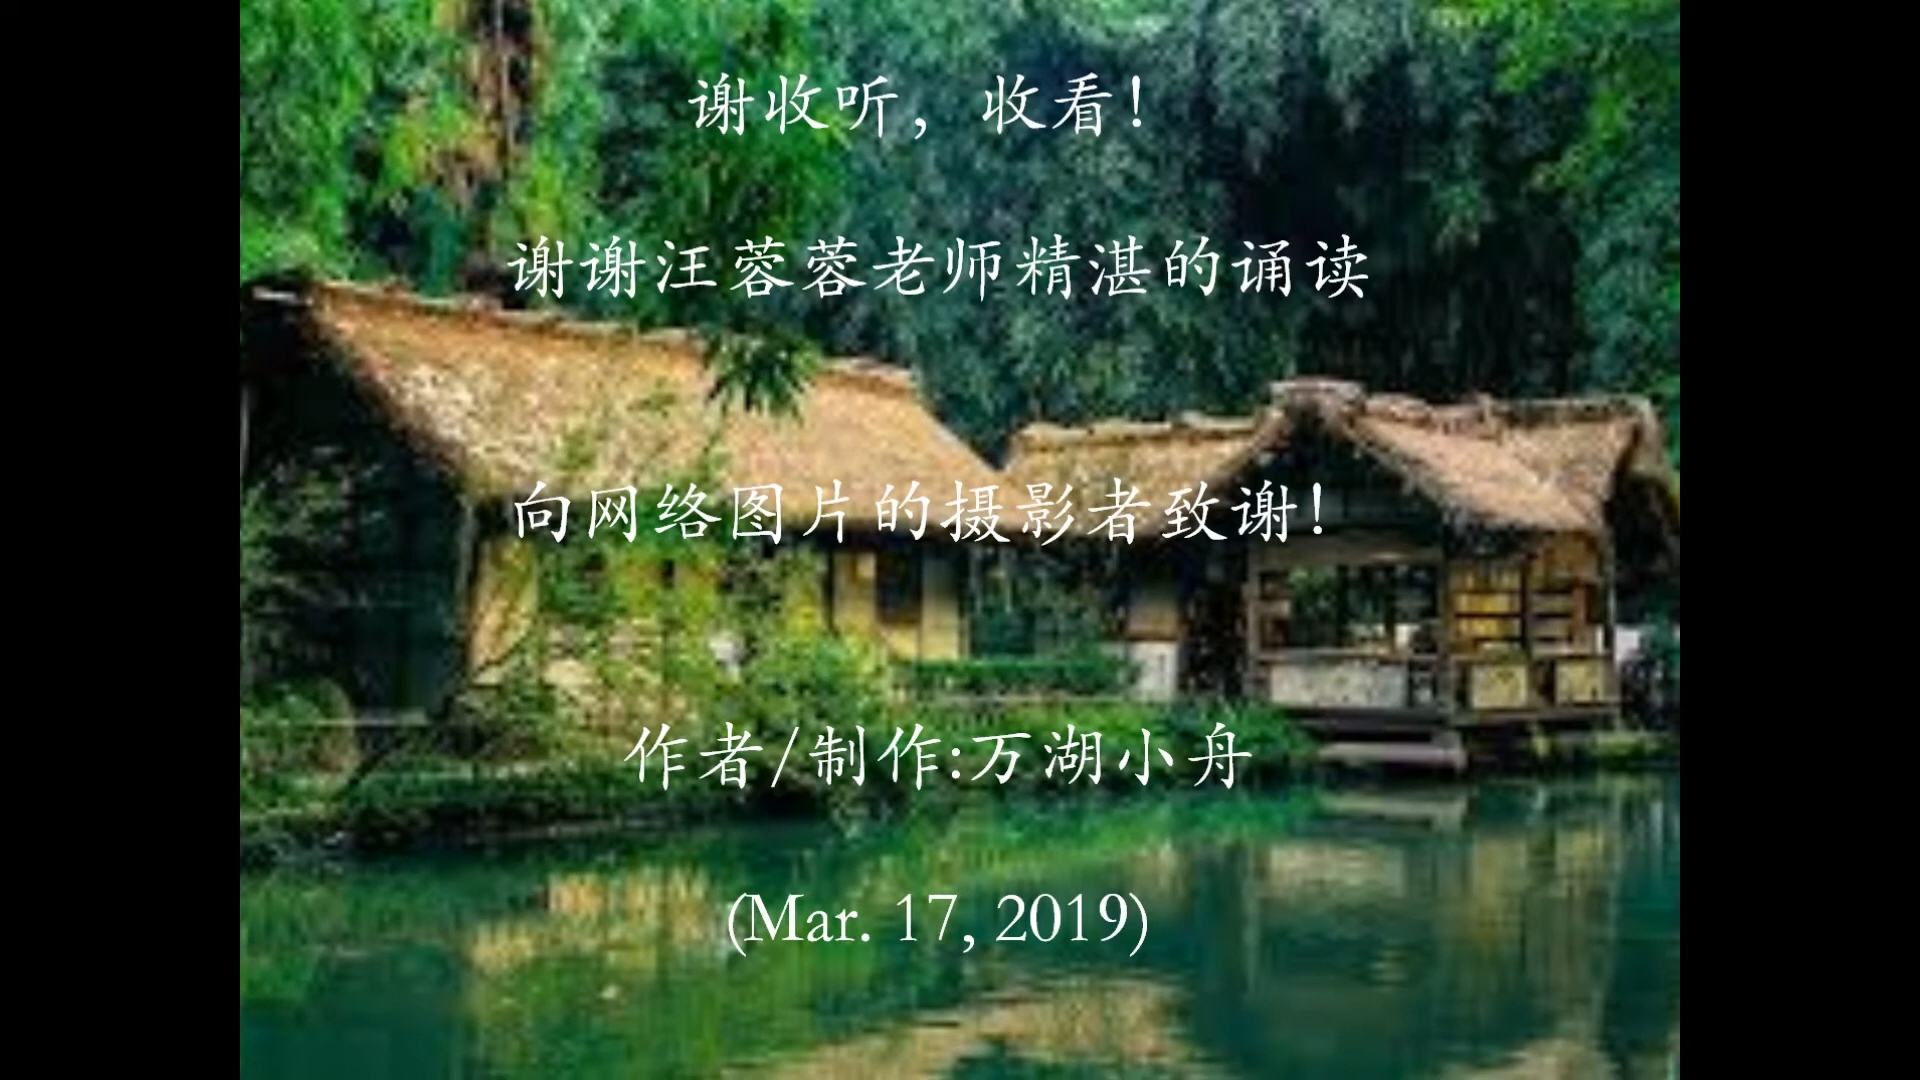 谢收听，收看！
谢谢汪蓉蓉老师精湛的诵读
向网络图片的摄影者致谢！
作者/制作:万湖小舟
(Mar. 17, 2019)